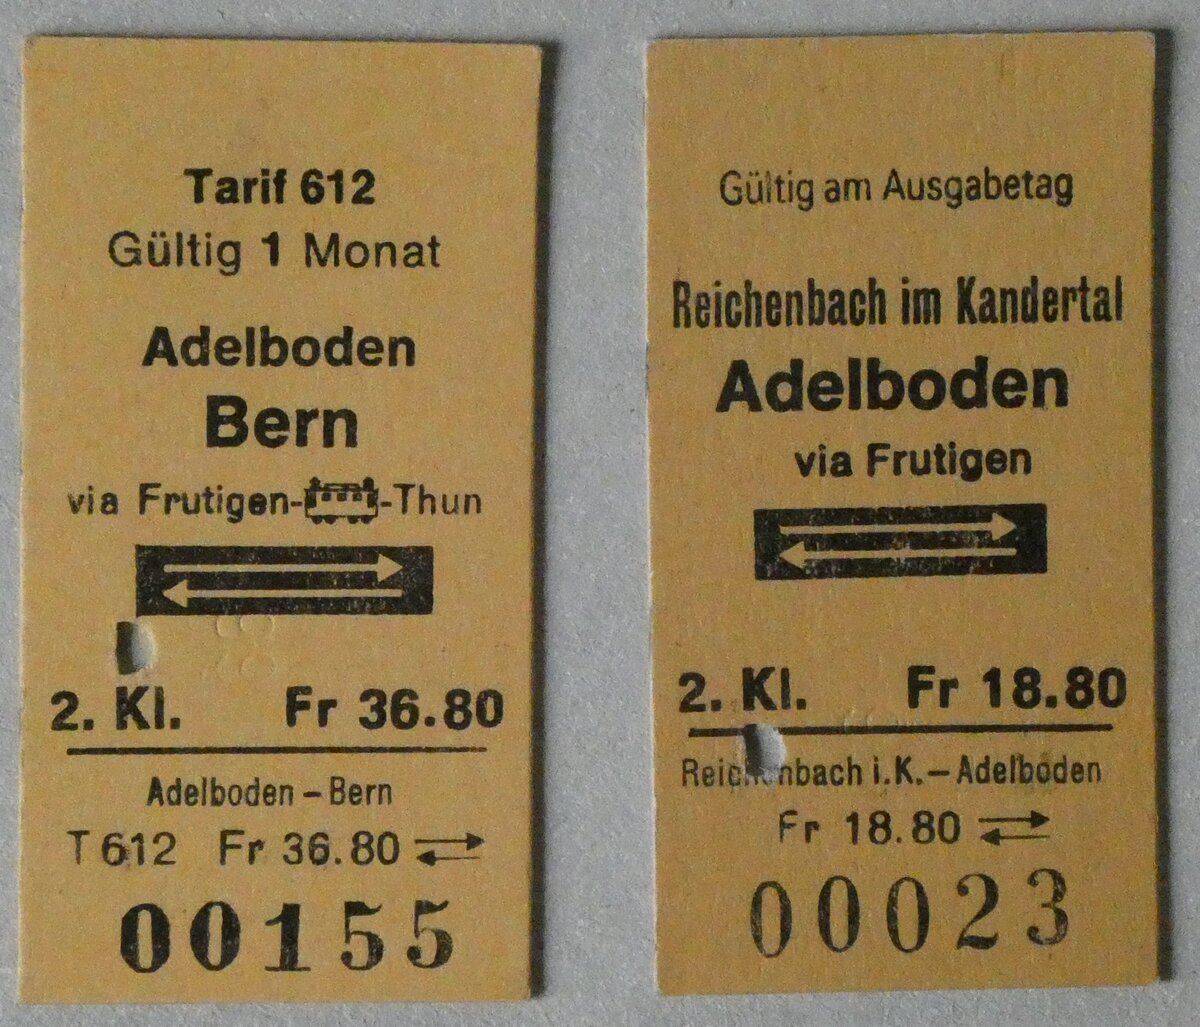 Tarif 612
Gültig 1 Monat
Adelboden
Bern
via Frutigen- -Thun
2. Kl. Fr 36.80
Adelboden – Bern
T 612 Fr 36.80
00155
Gültig am Ausgabetag
Reichenbach im Kandertal
Adelboden
via Frutigen
2. Kl. Fr 18.80
Reichenbach i.K. – Adelboden
Fr 18.80
00023